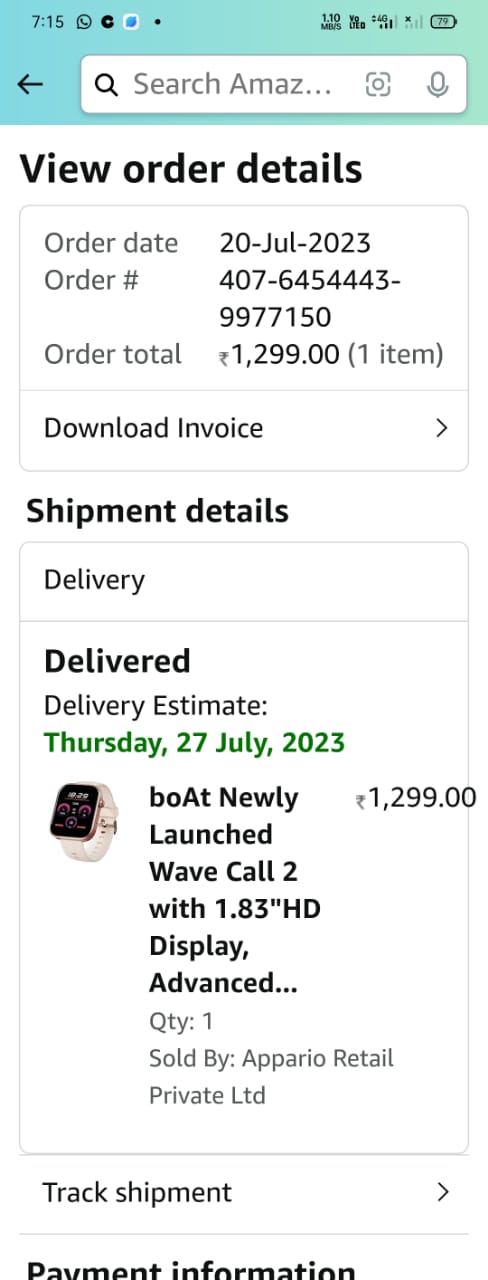 7:15
1.10 MB/S 4G 79
Search Amaz...
View order details
Order date 20-Jul-2023
Order # 407-6454443-
9977150
Order total ₹1,299.00 (1 item)
Download Invoice
Shipment details
Delivery
Delivered
Delivery Estimate:
Thursday, 27 July, 2023
boAt Newly ₹1,299.00
Launched
Wave Call 2
with 1.83"HD
Display,
Advanced...
Qty: 1
Sold By: Appario Retail
Private Ltd
Track shipment
Payment information